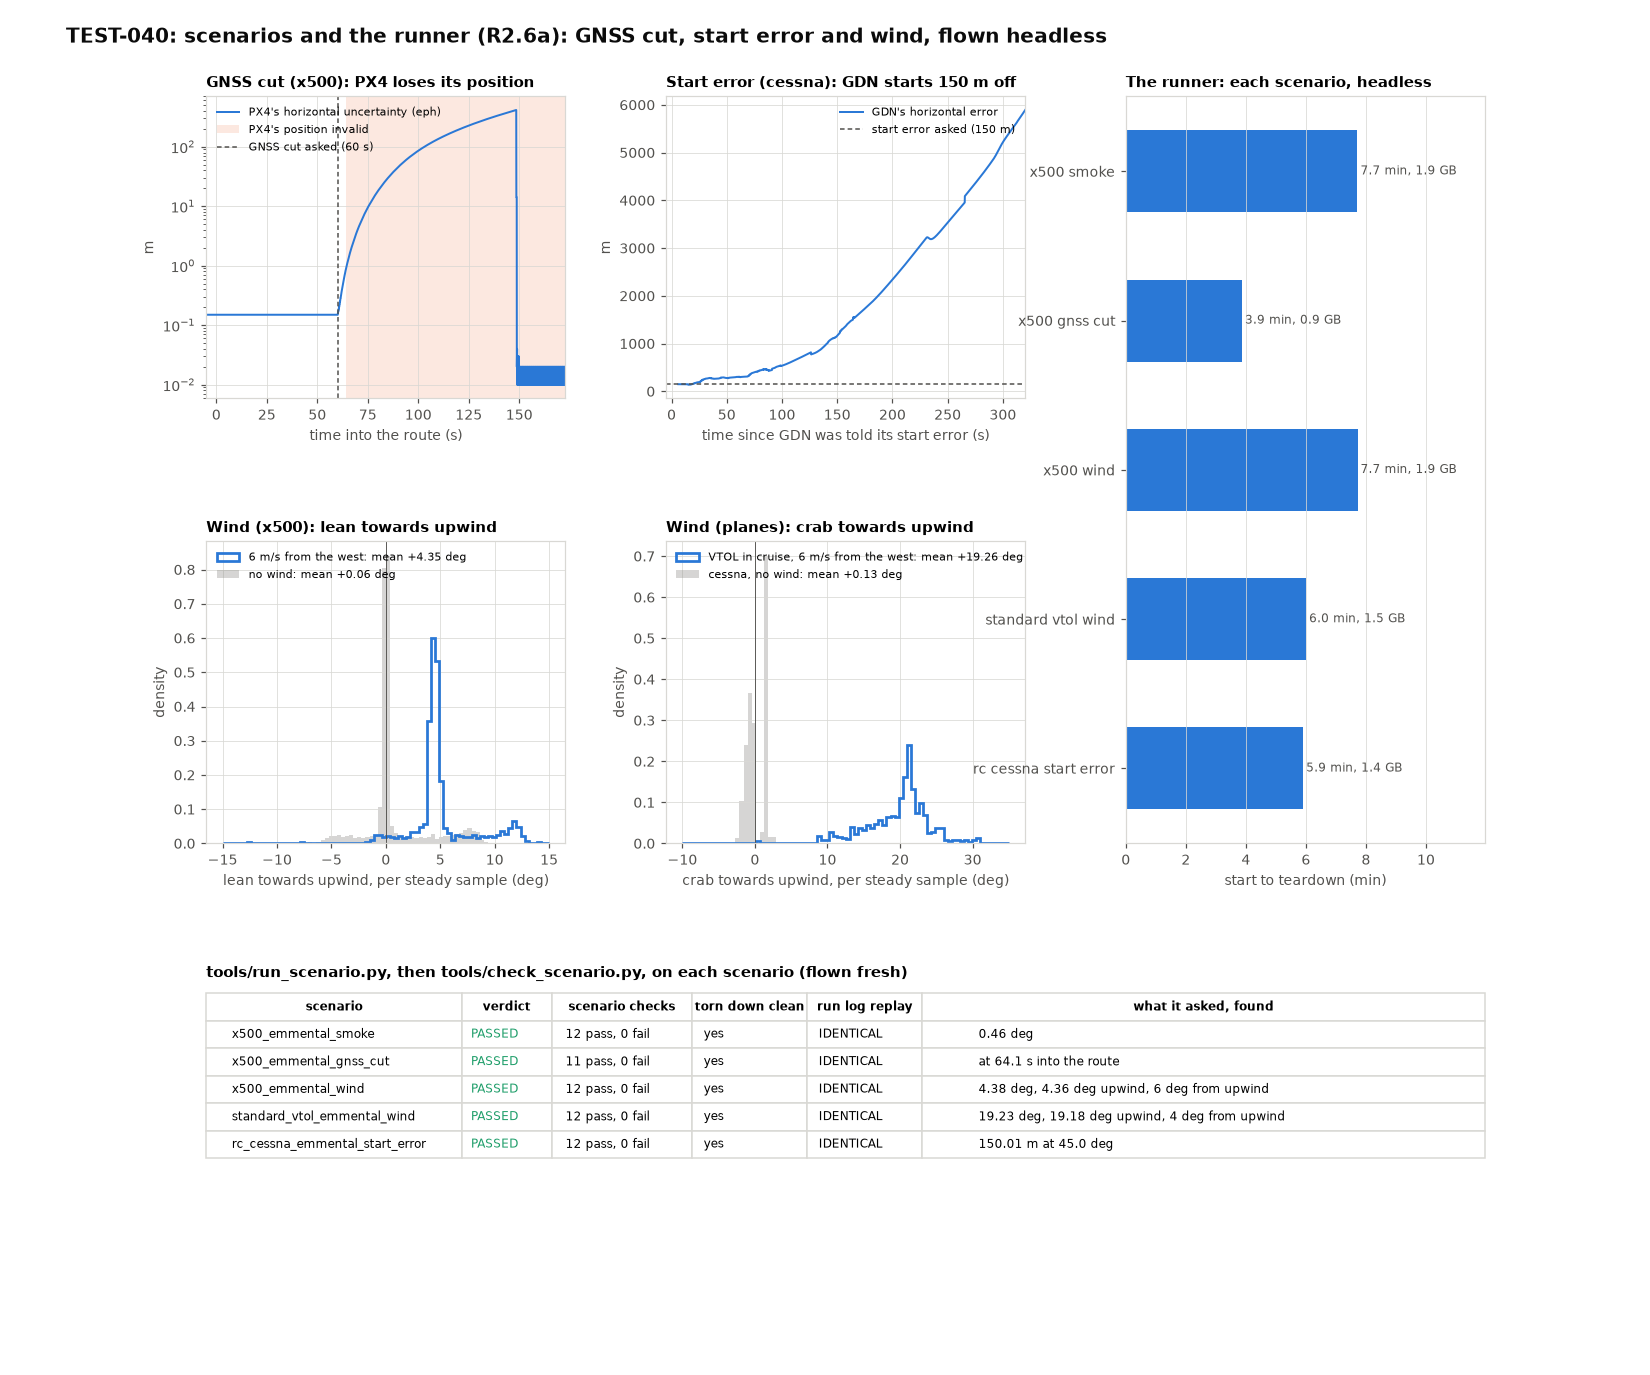 TEST-040: scenarios and the runner (R2.6a): GNSS cut, start error and wind, flown headless
GNSS cut (x500): PX4 loses its position
PX4's horizontal uncertainty (eph)
PX4's position invalid
GNSS cut asked (60 s)
10²
10¹
10⁰
10⁻¹
10⁻²
m
0 25 50 75 100 125 150
time into the route (s)
Start error (cessna): GDN starts 150 m off
GDN's horizontal error
start error asked (150 m)
6000
5000
4000
3000
2000
1000
0
m
0 50 100 150 200 250 300
time since GDN was told its start error (s)
The runner: each scenario, headless
x500 smoke 7.7 min, 1.9 GB
x500 gnss cut 3.9 min, 0.9 GB
x500 wind 7.7 min, 1.9 GB
standard vtol wind 6.0 min, 1.5 GB
rc cessna start error 5.9 min, 1.4 GB
0 2 4 6 8 10
start to teardown (min)
Wind (x500): lean towards upwind
6 m/s from the west: mean +4.35 deg
no wind: mean +0.06 deg
0.8
0.7
0.6
0.5
0.4
0.3
0.2
0.1
0.0
density
−15 −10 −5 0 5 10 15
lean towards upwind, per steady sample (deg)
Wind (planes): crab towards upwind
VTOL in cruise, 6 m/s from the west: mean +19.26 deg
cessna, no wind: mean +0.13 deg
0.7
0.6
0.5
0.4
0.3
0.2
0.1
0.0
density
−10 0 10 20 30
crab towards upwind, per steady sample (deg)
tools/run_scenario.py, then tools/check_scenario.py, on each scenario (flown fresh)
scenario verdict scenario checks torn down clean run log replay what it asked, found
x500_emmental_smoke PASSED 12 pass, 0 fail yes IDENTICAL 0.46 deg
x500_emmental_gnss_cut PASSED 11 pass, 0 fail yes IDENTICAL at 64.1 s into the route
x500_emmental_wind PASSED 12 pass, 0 fail yes IDENTICAL 4.38 deg, 4.36 deg upwind, 6 deg from upwind
standard_vtol_emmental_wind PASSED 12 pass, 0 fail yes IDENTICAL 19.23 deg, 19.18 deg upwind, 4 deg from upwind
rc_cessna_emmental_start_error PASSED 12 pass, 0 fail yes IDENTICAL 150.01 m at 45.0 deg